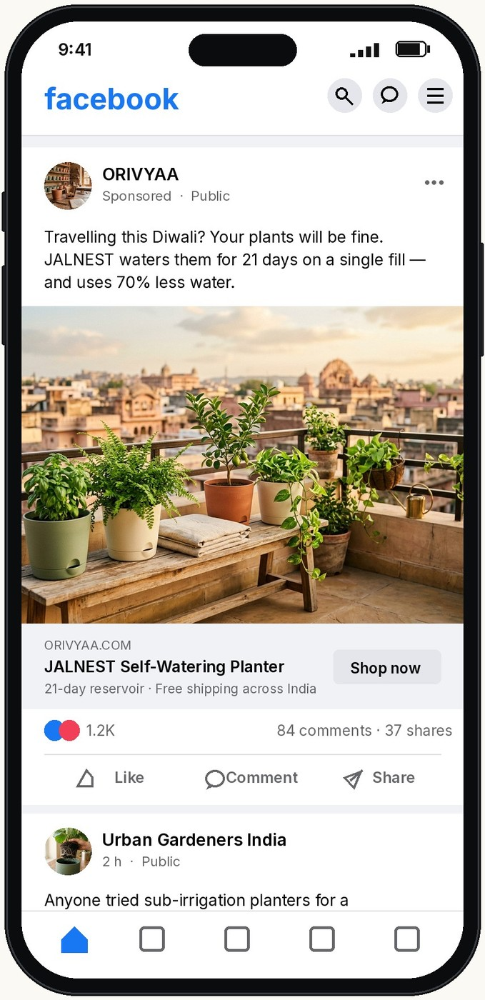 9:41
facebook
ORIVYAA
Sponsored · Public
Travelling this Diwali? Your plants will be fine.
JALNEST waters them for 21 days on a single fill —
and uses 70% less water.
ORIVYAA.COM
JALNEST Self-Watering Planter
Shop now
21-day reservoir · Free shipping across India
1.2K
84 comments · 37 shares
Like
Comment
Share
Urban Gardeners India
2 h · Public
Anyone tried sub-irrigation planters for a